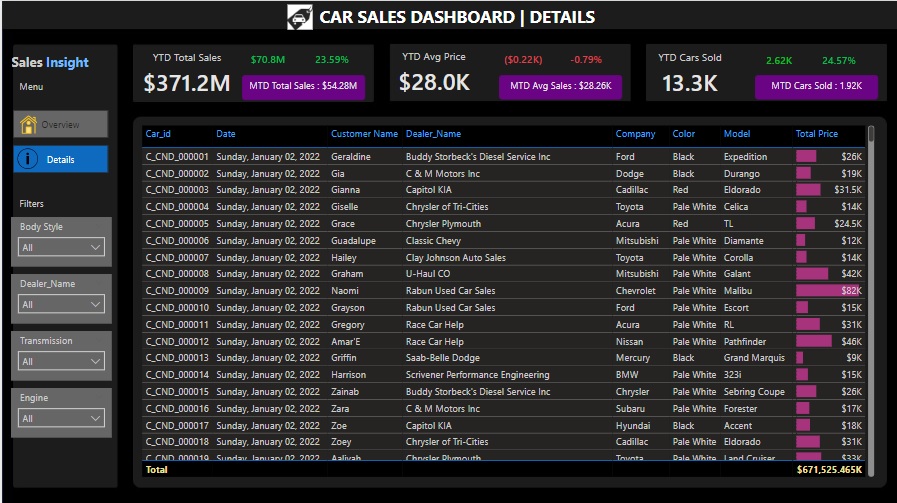 CAR SALES DASHBOARD | DETAILS
Sales Insight
Menu
Overview
Details
Filters
Body Style
All
Dealer_Name
All
Transmission
All
Engine
All
YTD Total Sales $70.8M 23.59%
$371.2M MTD Total Sales : $54.28M
YTD Avg Price ($0.22K) -0.79%
$28.0K MTD Avg Sales : $28.26K
YTD Cars Sold 2.62K 24.57%
13.3K MTD Cars Sold : 1.92K
Car_id Date Customer Name Dealer_Name Company Color Model Total Price
C_CND_000001 Sunday, January 02, 2022 Geraldine Buddy Storbeck's Diesel Service Inc Ford Black Expedition $26K
C_CND_000002 Sunday, January 02, 2022 Gia C & M Motors Inc Dodge Black Durango $19K
C_CND_000003 Sunday, January 02, 2022 Gianna Capitol KIA Cadillac Red Eldorado $31.5K
C_CND_000004 Sunday, January 02, 2022 Giselle Chrysler of Tri-Cities Toyota Pale White Celica $14K
C_CND_000005 Sunday, January 02, 2022 Grace Chrysler Plymouth Acura Red TL $24.5K
C_CND_000006 Sunday, January 02, 2022 Guadalupe Classic Chevy Mitsubishi Pale White Diamante $12K
C_CND_000007 Sunday, January 02, 2022 Hailey Clay Johnson Auto Sales Toyota Pale White Corolla $14K
C_CND_000008 Sunday, January 02, 2022 Graham U-Haul CO Mitsubishi Pale White Galant $42K
C_CND_000009 Sunday, January 02, 2022 Naomi Rabun Used Car Sales Chevrolet Pale White Malibu $82K
C_CND_000010 Sunday, January 02, 2022 Grayson Rabun Used Car Sales Ford Pale White Escort $15K
C_CND_000011 Sunday, January 02, 2022 Gregory Race Car Help Acura Pale White RL $31K
C_CND_000012 Sunday, January 02, 2022 Amar'E Race Car Help Nissan Pale White Pathfinder $46K
C_CND_000013 Sunday, January 02, 2022 Griffin Saab-Belle Dodge Mercury Black Grand Marquis $9K
C_CND_000014 Sunday, January 02, 2022 Harrison Scrivener Performance Engineering BMW Pale White 323i $15K
C_CND_000015 Sunday, January 02, 2022 Zainab Buddy Storbeck's Diesel Service Inc Chrysler Pale White Sebring Coupe $26K
C_CND_000016 Sunday, January 02, 2022 Zara C & M Motors Inc Subaru Pale White Forester $17K
C_CND_000017 Sunday, January 02, 2022 Zoe Capitol KIA Hyundai Black Accent $18K
C_CND_000018 Sunday, January 02, 2022 Zoey Chrysler of Tri-Cities Cadillac Pale White Eldorado $31K
C_CND_000019 Sunday, January 02, 2022 Aaliyah Chrysler Plymouth Toyota Pale White Land Cruiser $33K
Total $671,525.465K